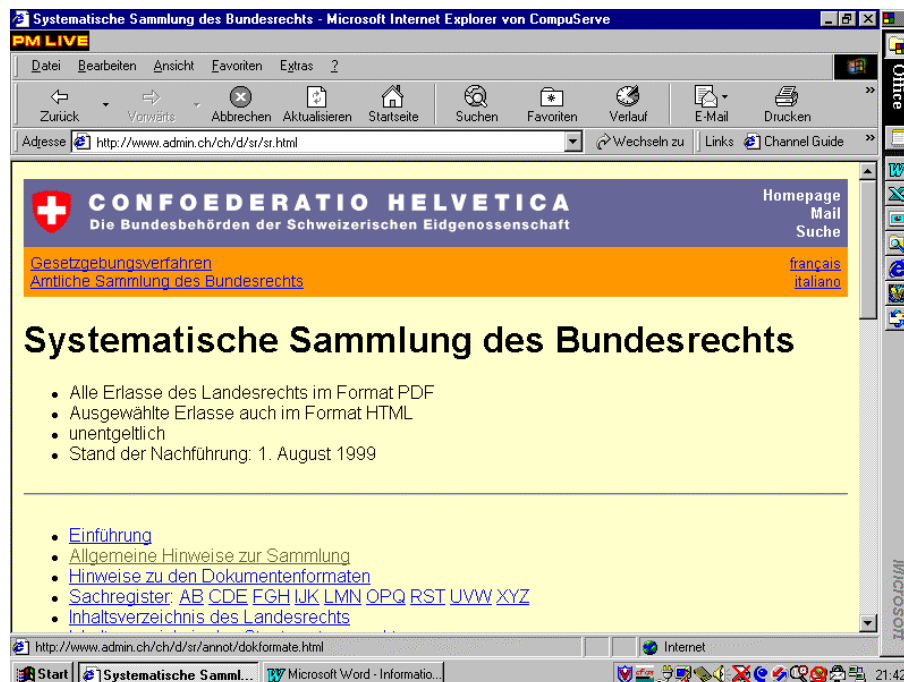 Systematische Sammlung des Bundesrechts - Microsoft Internet Explorer von CompuServe
PM LIVE
Datei Bearbeiten Ansicht Favoriten Extras ?
Zurück Vorwärts Abbrechen Aktualisieren Startseite Suchen Favoriten Verlauf E-Mail Drucken »
Adresse http://www.admin.ch/ch/d/sr/sr.html Wechseln zu Links Channel Guide »
Office
CONFOEDERATIO HELVETICA
Die Bundesbehörden der Schweizerischen Eidgenossenschaft
Homepage
Mail
Suche
Gesetzgebungsverfahren
Amtliche Sammlung des Bundesrechts
français
italiano
Systematische Sammlung des Bundesrechts
• Alle Erlasse des Landesrechts im Format PDF
• Ausgewählte Erlasse auch im Format HTML
• unentgeltlich
• Stand der Nachführung: 1. August 1999
• Einführung
• Allgemeine Hinweise zur Sammlung
• Hinweise zu den Dokumentenformaten
• Sachregister: AB CDE FGH IJK LMN OPQ RST UVW XYZ
• Inhaltsverzeichnis des Landesrechts
Microsoft
http://www.admin.ch/ch/d/sr/annot/dokformate.html Internet
Start Systematische Samml... Microsoft Word - Informatio... 21:42